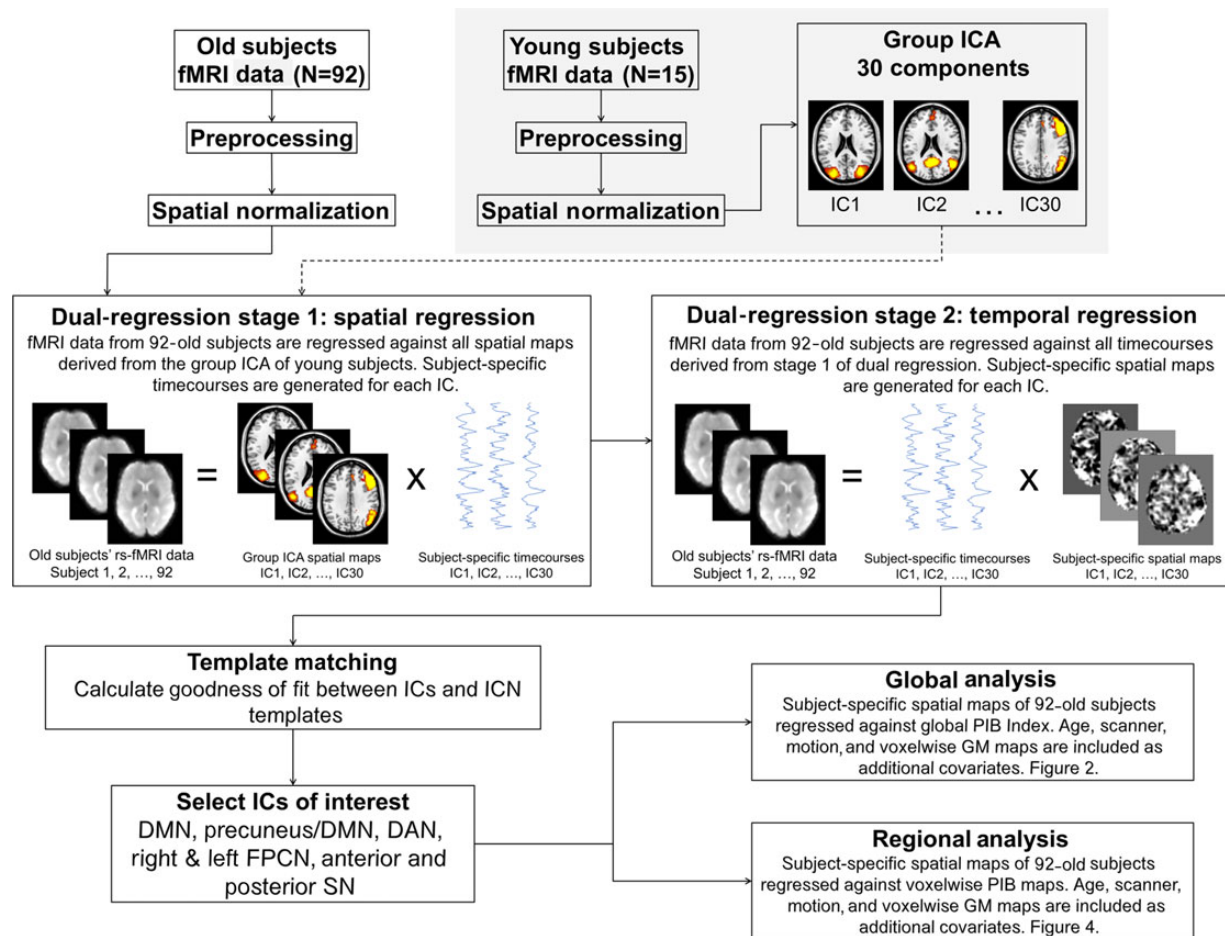 Old subjects
fMRI data (N=92)
Preprocessing
Spatial normalization
Young subjects
fMRI data (N=15)
Preprocessing
Spatial normalization
Group ICA
30 components
IC1
IC2
...
IC30
Dual-regression stage 1: spatial regression
fMRI data from 92-old subjects are regressed against all spatial maps
derived from the group ICA of young subjects. Subject-specific
timecourses are generated for each IC.
=
x
Old subjects' rs-fMRI data
Subject 1, 2, ..., 92
Group ICA spatial maps
IC1, IC2, ..., IC30
Subject-specific timecourses
IC1, IC2, ..., IC30
Dual-regression stage 2: temporal regression
fMRI data from 92-old subjects are regressed against all timecourses
derived from stage 1 of dual regression. Subject-specific spatial maps
are generated for each IC.
=
x
Old subjects' rs-fMRI data
Subject 1, 2, ..., 92
Subject-specific timecourses
IC1, IC2, ..., IC30
Subject-specific spatial maps
IC1, IC2, ..., IC30
Template matching
Calculate goodness of fit between ICs and ICN
templates
Select ICs of interest
DMN, precuneus/DMN, DAN,
right & left FPCN, anterior and
posterior SN
Global analysis
Subject-specific spatial maps of 92-old subjects
regressed against global PIB Index. Age, scanner,
motion, and voxelwise GM maps are included as
additional covariates. Figure 2.
Regional analysis
Subject-specific spatial maps of 92-old subjects
regressed against voxelwise PIB maps. Age, scanner,
motion, and voxelwise GM maps are included as
additional covariates. Figure 4.